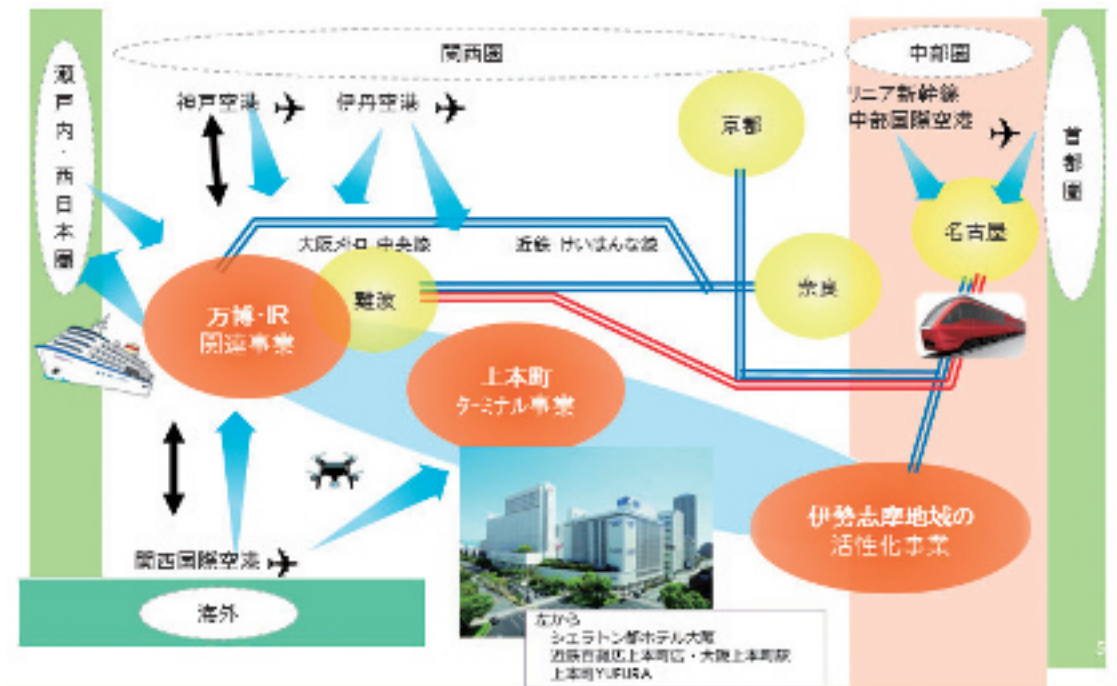 関西圏
中部圏
瀬戸内・西日本圏
首都圏
神戸空港
伊丹空港
京都
リニア新幹線
中部国際空港
名古屋
大阪メトロ 中央線
近鉄 けいはんな線
難波
奈良
万博・IR
関連事業
上本町
ターミナル事業
伊勢志摩地域の
活性化事業
関西国際空港
海外
左から
シェラトン都ホテル大阪
近鉄百貨店上本町店・大阪上本町駅
上本町YUFURA
5